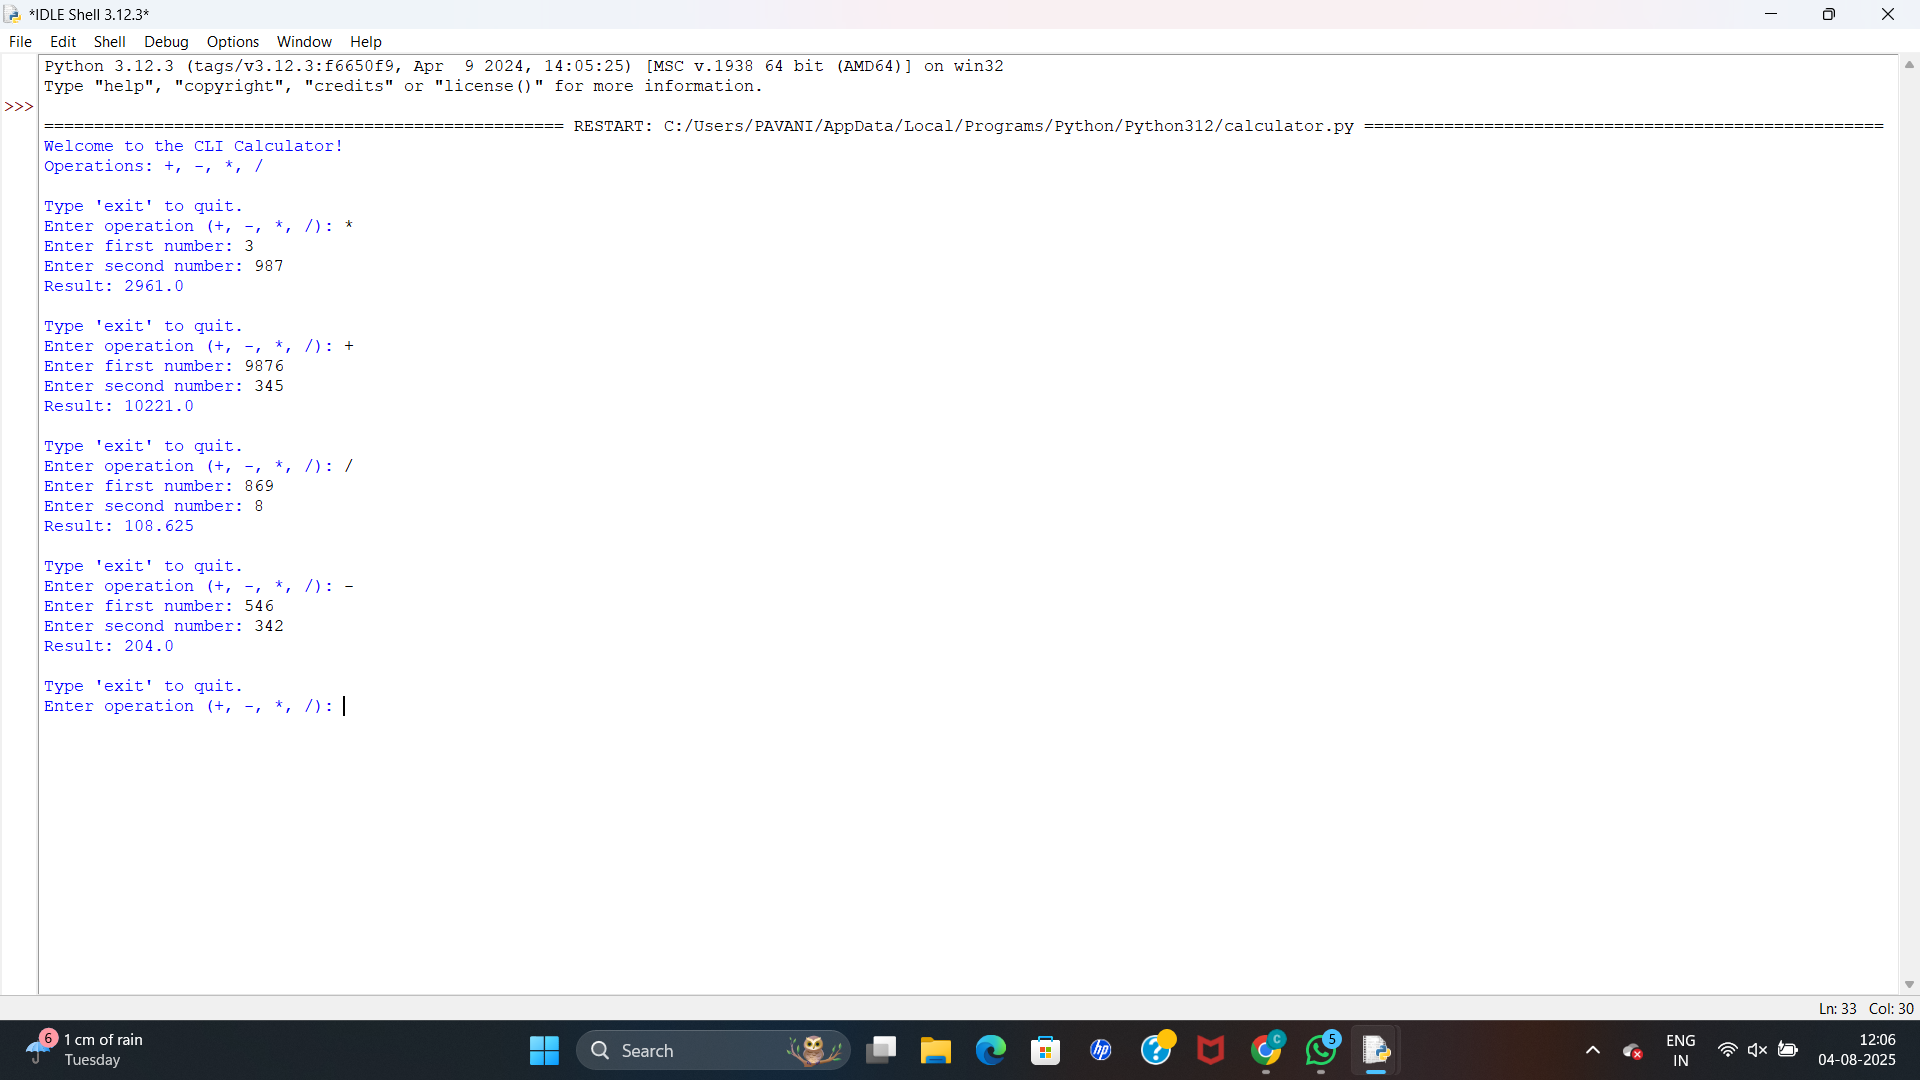 *IDLE Shell 3.12.3*
File Edit Shell Debug Options Window Help
Python 3.12.3 (tags/v3.12.3:f6650f9, Apr  9 2024, 14:05:25) [MSC v.1938 64 bit (AMD64)] on win32
Type "help", "copyright", "credits" or "license()" for more information.
>>>
==================================================== RESTART: C:/Users/PAVANI/AppData/Local/Programs/Python/Python312/calculator.py ====================================================
Welcome to the CLI Calculator!
Operations: +, -, *, /
Type 'exit' to quit.
Enter operation (+, -, *, /): *
Enter first number: 3
Enter second number: 987
Result: 2961.0
Type 'exit' to quit.
Enter operation (+, -, *, /): +
Enter first number: 9876
Enter second number: 345
Result: 10221.0
Type 'exit' to quit.
Enter operation (+, -, *, /): /
Enter first number: 869
Enter second number: 8
Result: 108.625
Type 'exit' to quit.
Enter operation (+, -, *, /): -
Enter first number: 546
Enter second number: 342
Result: 204.0
Type 'exit' to quit.
Enter operation (+, -, *, /):
Ln: 33 Col: 30
6
1 cm of rain
Tuesday
Search
hp
?
C
5
ENG
IN
12:06
04-08-2025